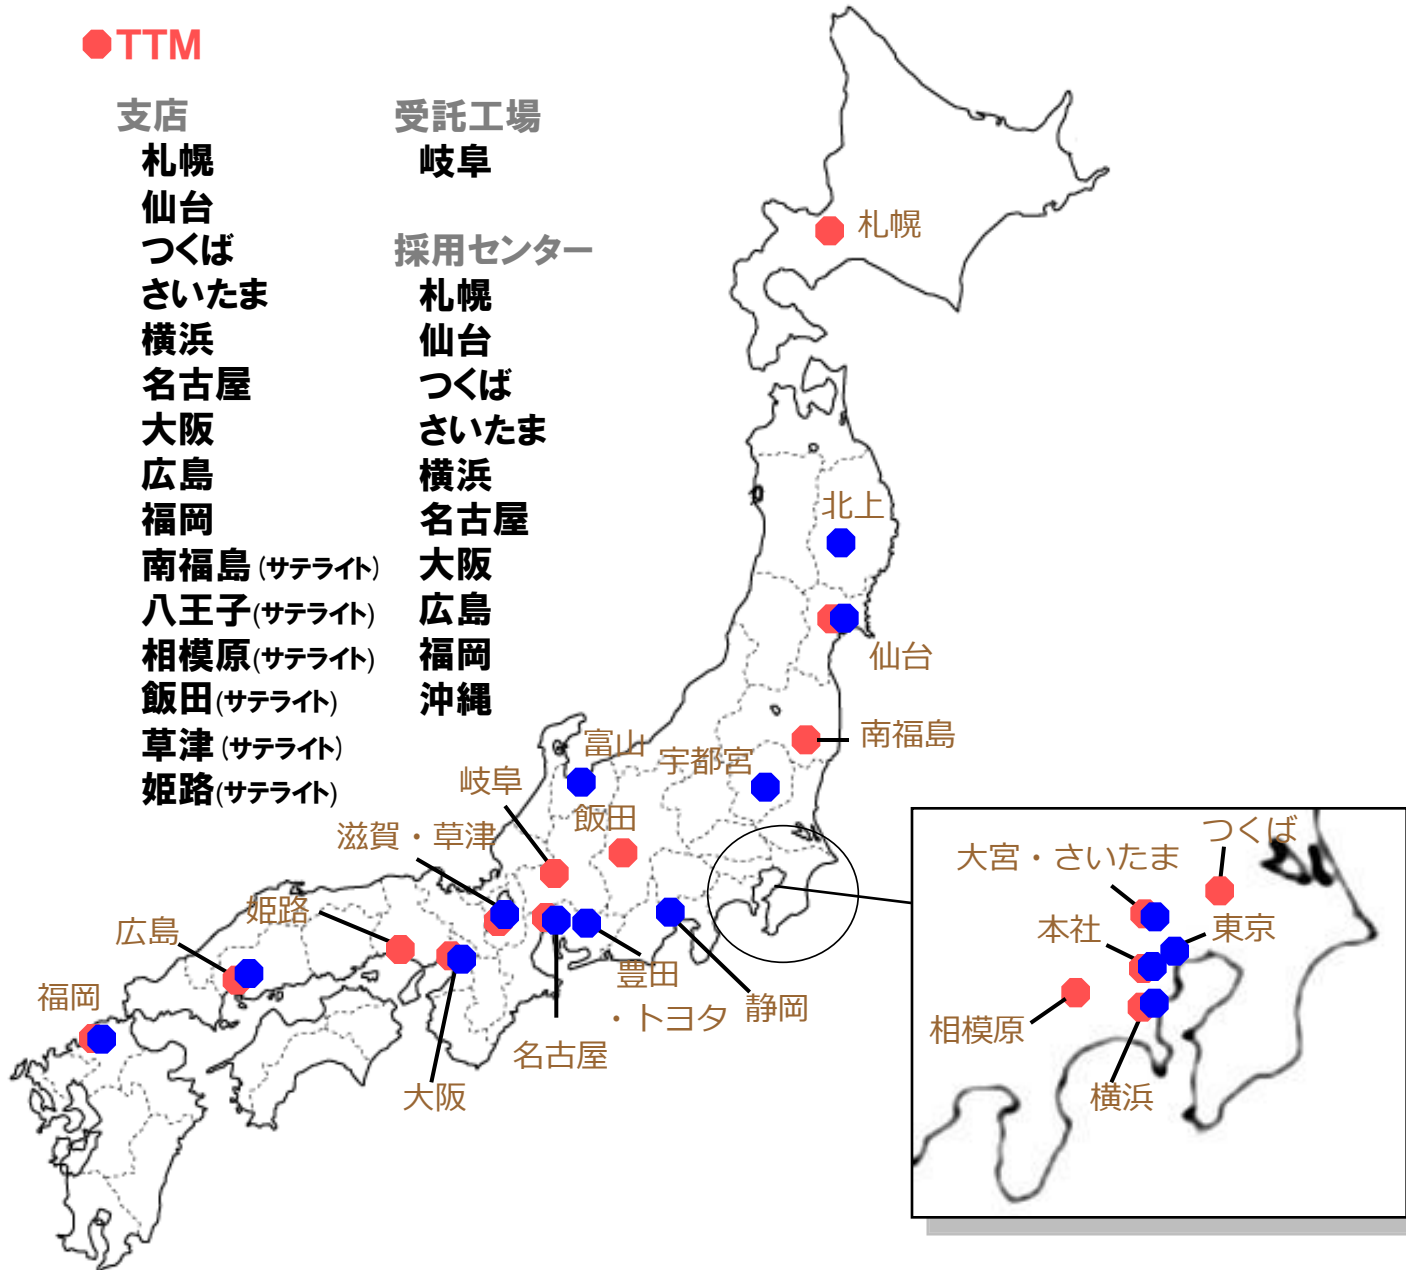 TTM
支店
札幌
仙台
つくば
さいたま
横浜
名古屋
大阪
広島
福岡
南福島 (サテライト)
八王子(サテライト)
相模原(サテライト)
飯田(サテライト)
草津 (サテライト)
姫路(サテライト)
受託工場
岐阜
採用センター
札幌
仙台
つくば
さいたま
横浜
名古屋
大阪
広島
福岡
沖縄
札幌
北上
仙台
南福島
富山
宇都宮
岐阜
飯田
滋賀・草津
姫路
広島
福岡
大阪
名古屋
豊田
・トヨタ
静岡
つくば
大宮・さいたま
本社
東京
相模原
横浜